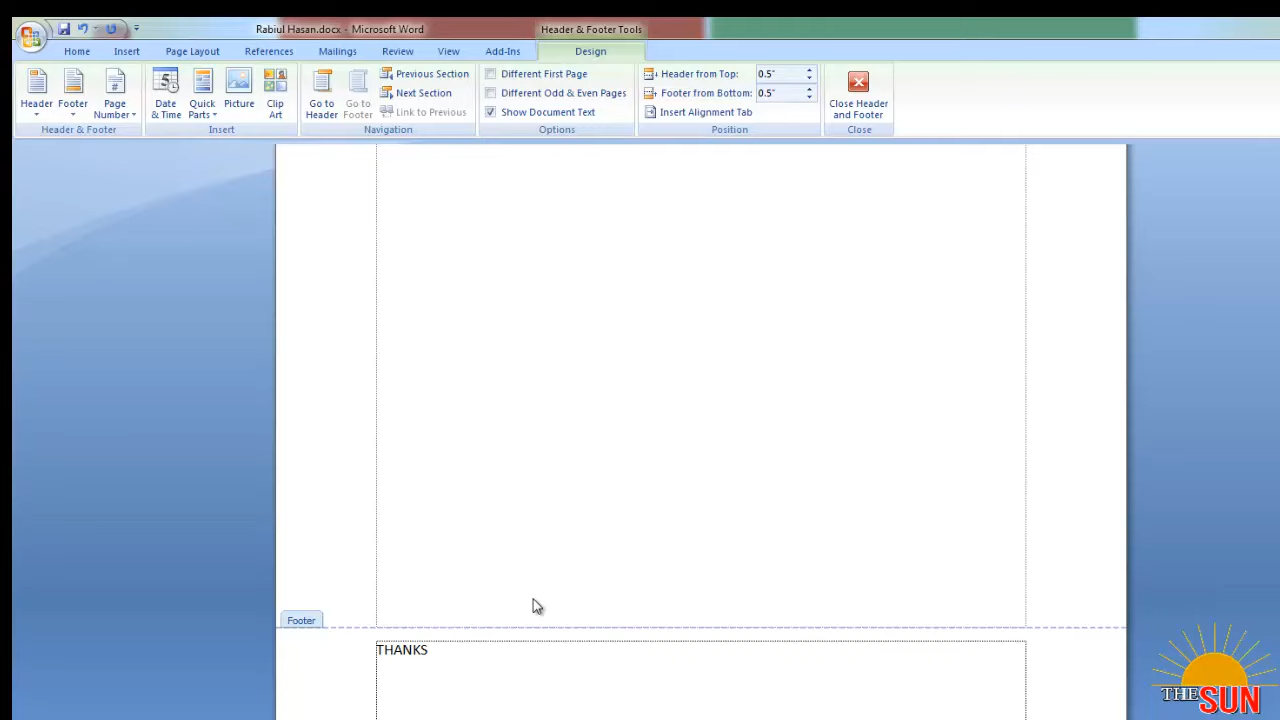 Rabiul Hasan.docx - Microsoft Word
Header & Footer Tools
Home Insert Page Layout References Mailings Review View Add-Ins Design
Header
Footer
Page Number
Header & Footer
Date & Time
Quick Parts
Picture
Clip Art
Insert
Go to Header
Go to Footer
Previous Section
Next Section
Link to Previous
Navigation
Different First Page
Different Odd & Even Pages
Show Document Text
Options
Header from Top: 0.5"
Footer from Bottom: 0.5"
Insert Alignment Tab
Position
Close Header and Footer
Close
Footer
THANKS
THE SUN